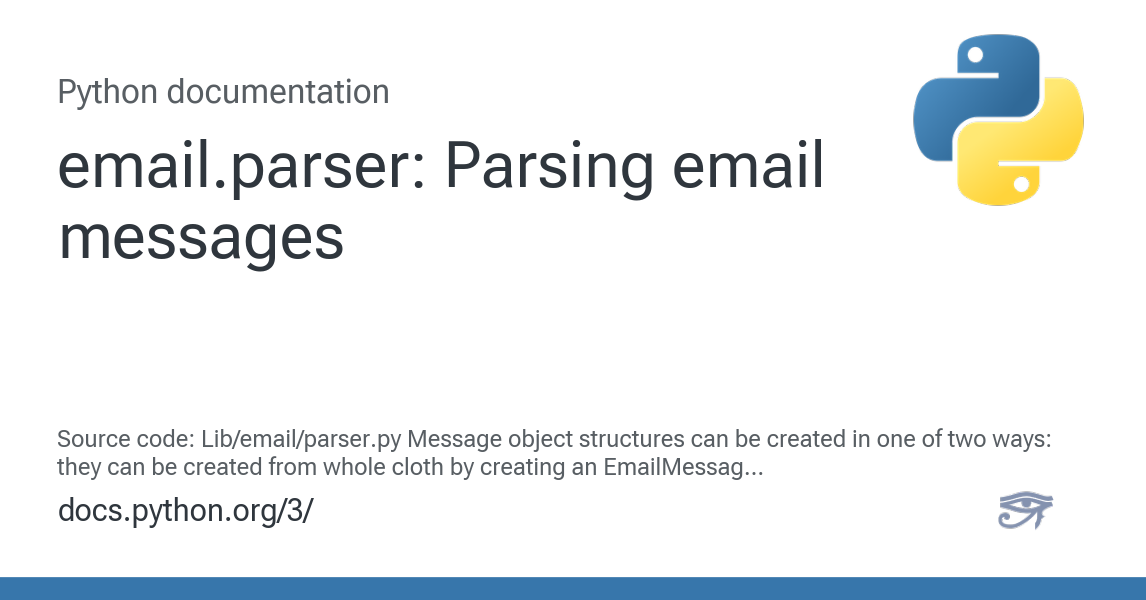 Python documentation
email.parser: Parsing email
messages
Source code: Lib/email/parser.py Message object structures can be created in one of two ways:
they can be created from whole cloth by creating an EmailMessag...
docs.python.org/3/